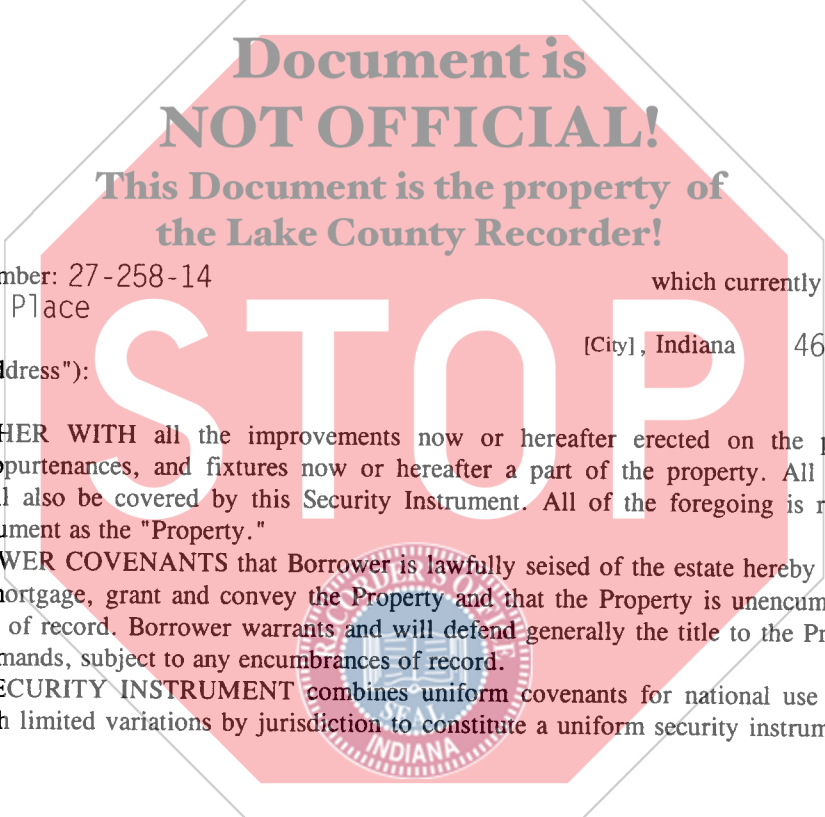 Document is
NOT OFFICIAL!
This Document is the property of
the Lake County Recorder!
mber: 27-258-14 which currently
Place
[City], Indiana 46
ddress"):
STOP
HER WITH all the improvements now or hereafter erected on the p
ppurtenances, and fixtures now or hereafter a part of the property. All
l also be covered by this Security Instrument. All of the foregoing is r
ument as the "Property."
WER COVENANTS that Borrower is lawfully seised of the estate hereby
nortgage, grant and convey the Property and that the Property is unencum
of record. Borrower warrants and will defend generally the title to the Pr
mands, subject to any encumbrances of record.
ECURITY INSTRUMENT combines uniform covenants for national use
h limited variations by jurisdiction to constitute a uniform security instrum
RECORDER'S OFFICE
SEAL
INDIANA